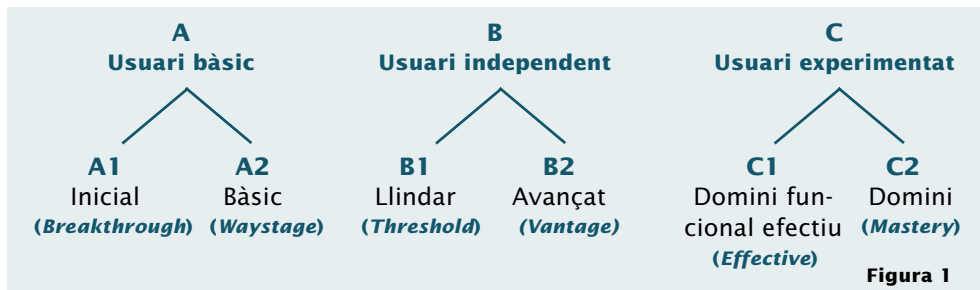 A
Usuari bàsic
B
Usuari independent
C
Usuari experimentat
A1
Inicial
(Breakthrough)
A2
Bàsic
(Waystage)
B1
Llindar
(Threshold)
B2
Avançat
(Vantage)
C1
Domini fun-
cional efectiu
(Effective)
C2
Domini
(Mastery)
Figura 1